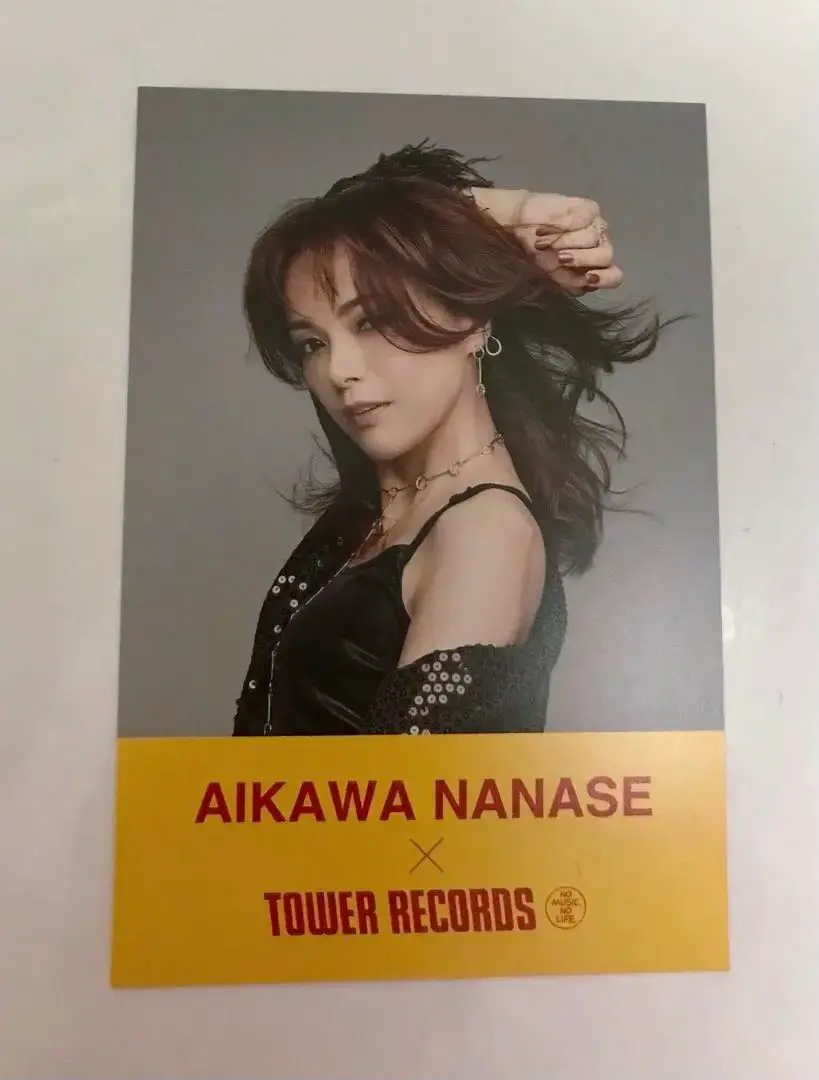 AIKAWA NANASE
×
TOWER RECORDS
NO
MUSIC.
NO
LIFE.